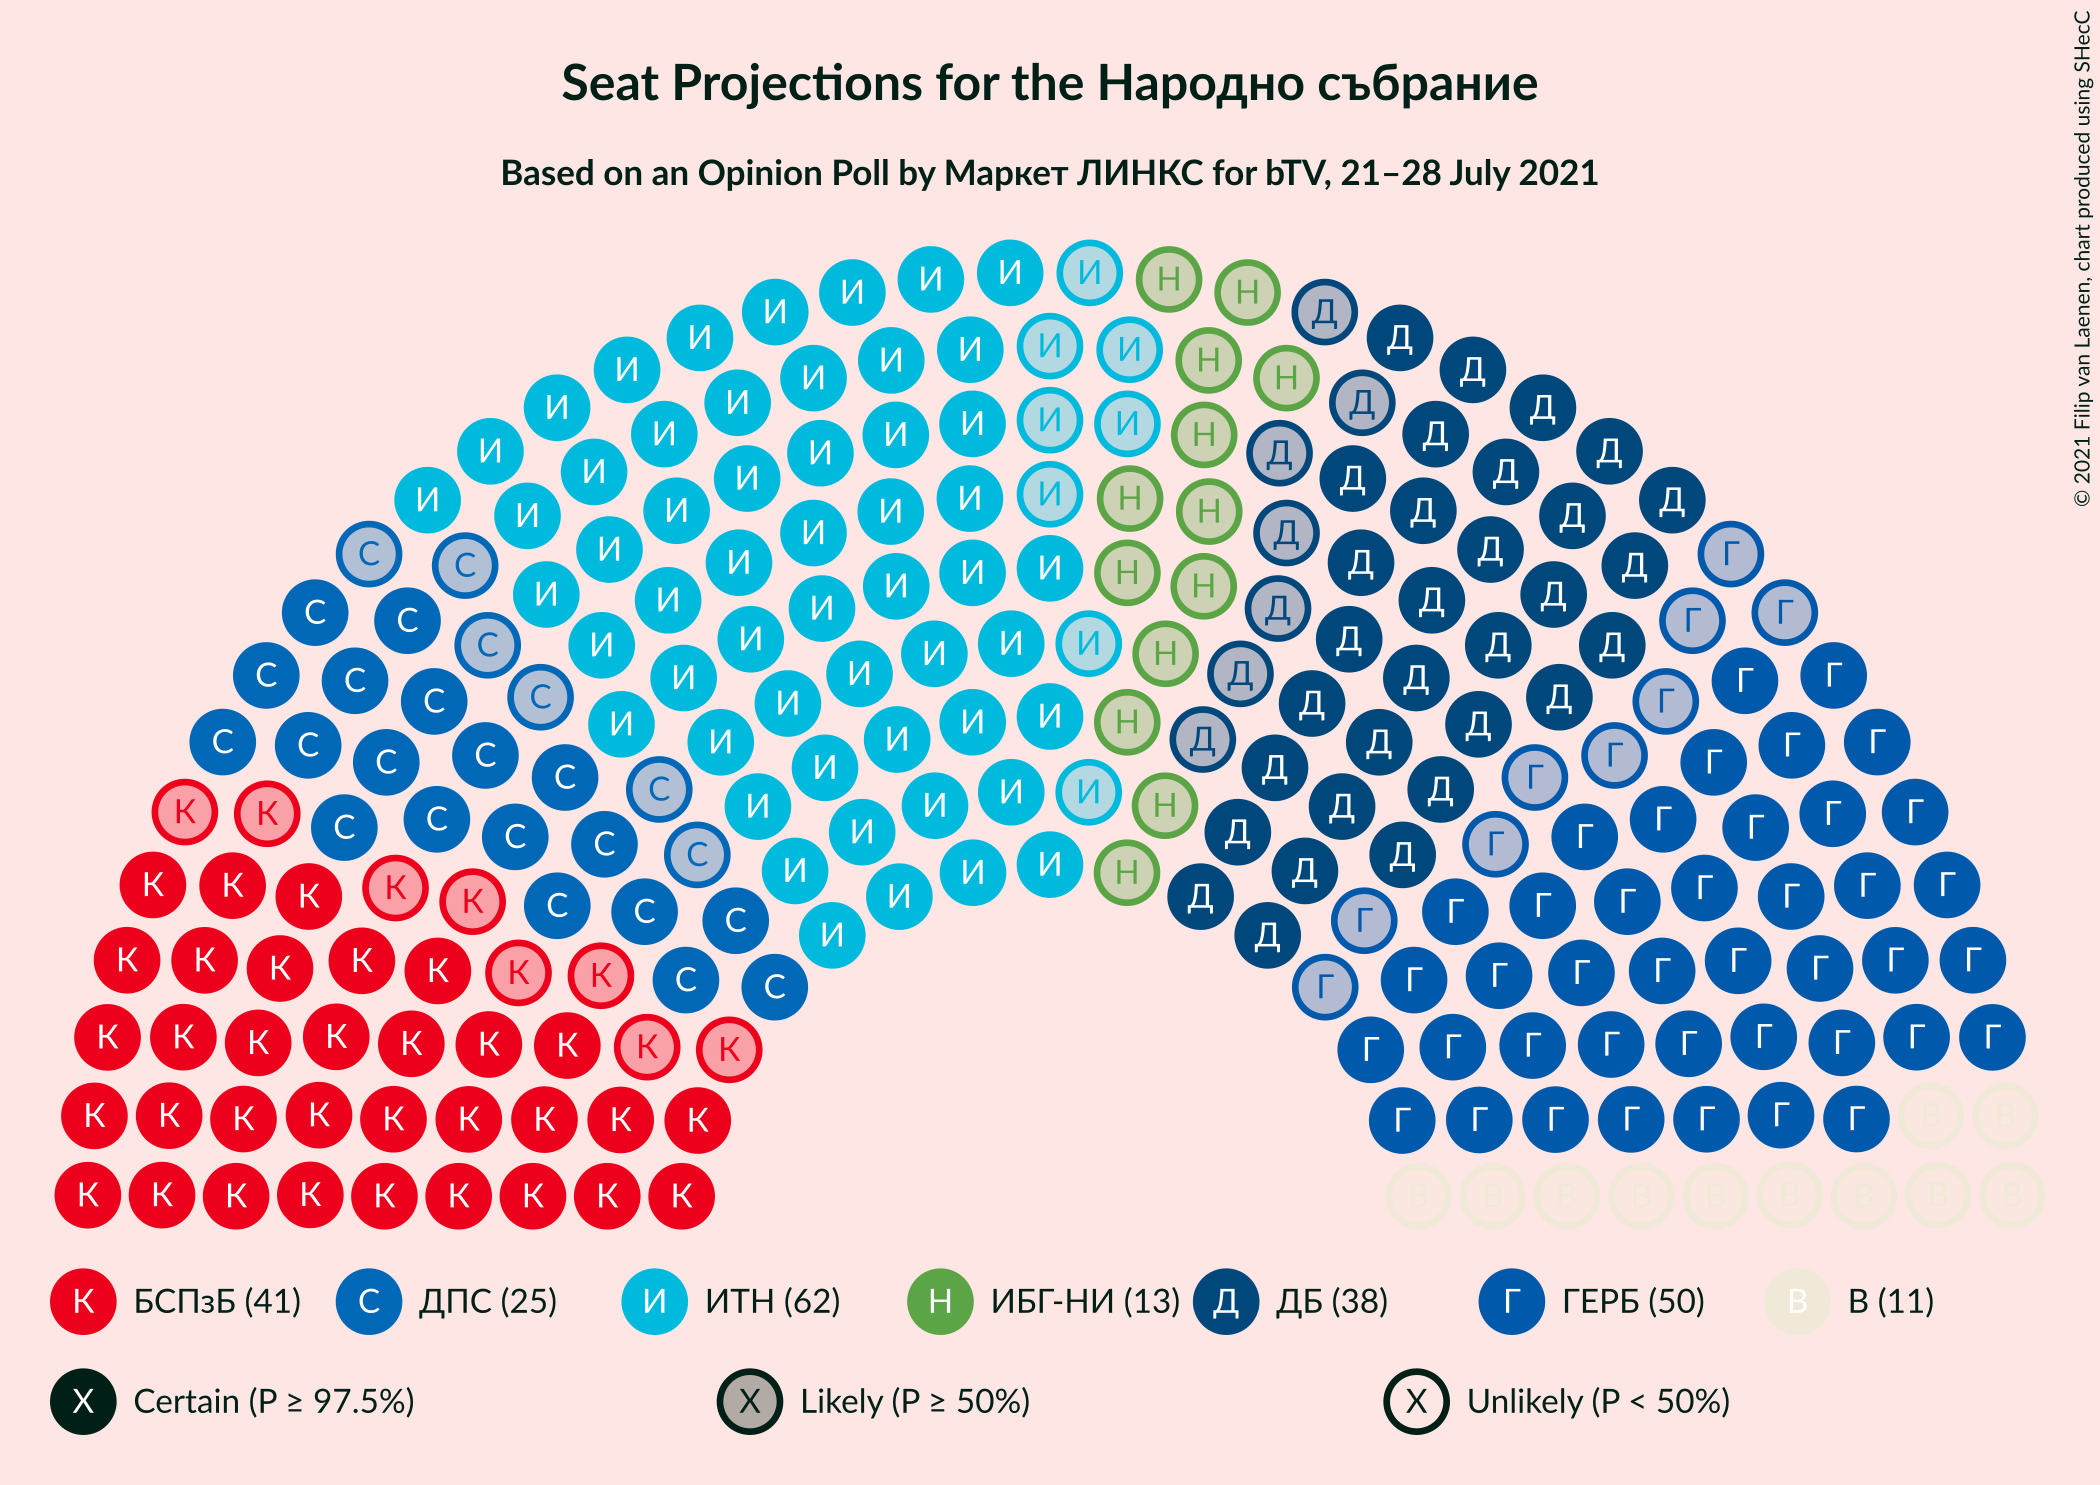 Seat Projections for the Народно събрание
Based on an Opinion Poll by Маркет ЛИНКС for bTV, 21–28 July 2021
© 2021 Filip van Laenen, chart produced using SHecC
К БСПзБ (41) С ДПС (25) И ИТН (62) Н ИБГ-НИ (13) Д ДБ (38) Г ГЕРБ (50) В В (11)
X Certain (P ≥ 97.5%) X Likely (P ≥ 50%) X Unlikely (P < 50%)